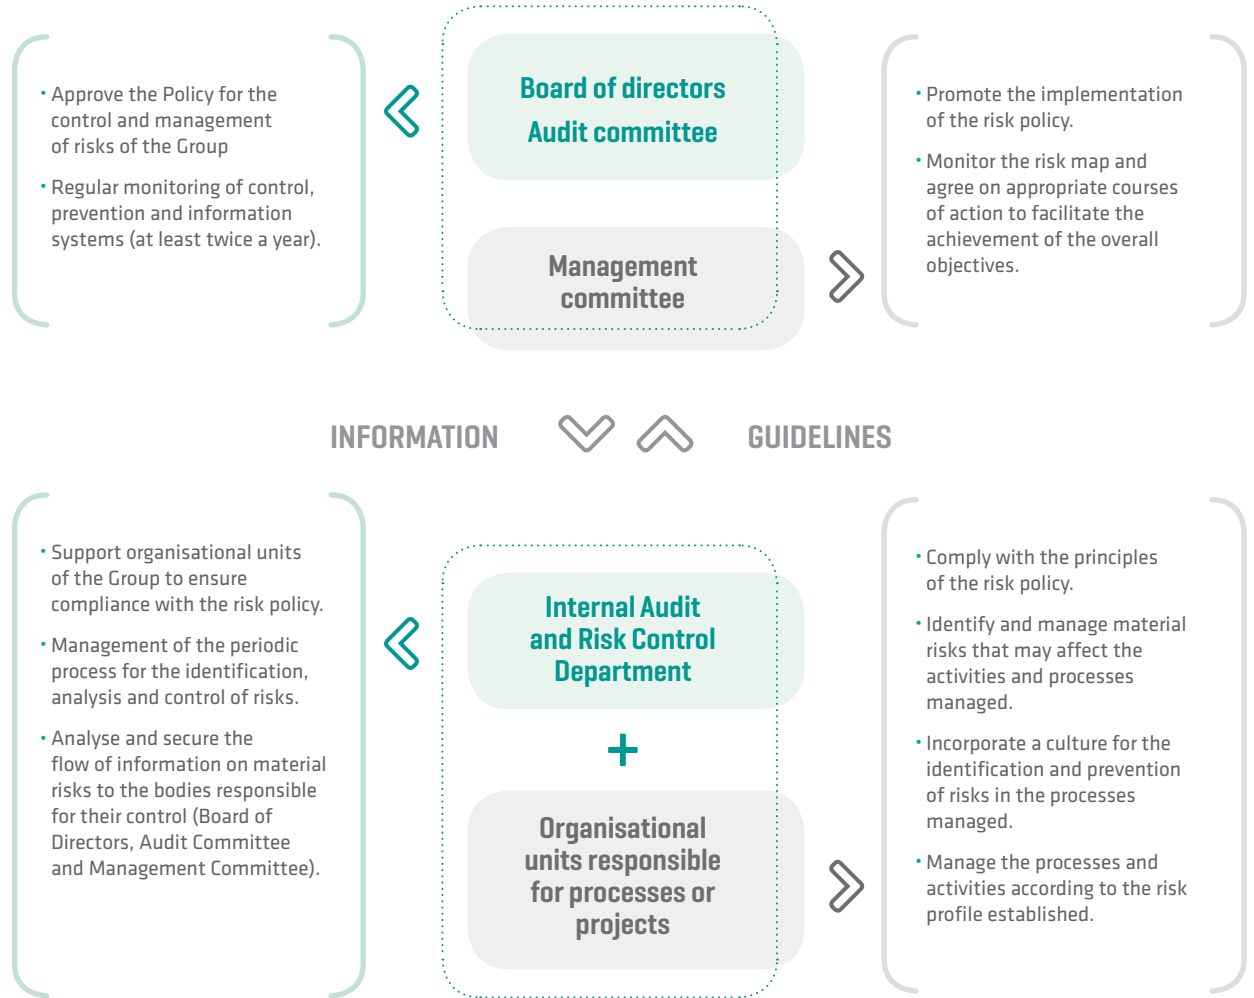 • Approve the Policy for the
control and management
of risks of the Group
• Regular monitoring of control,
prevention and information
systems (at least twice a year).
Board of directors
Audit committee
Management
committee
• Promote the implementation
of the risk policy.
• Monitor the risk map and
agree on appropriate courses
of action to facilitate the
achievement of the overall
objectives.
INFORMATION
GUIDELINES
• Support organisational units
of the Group to ensure
compliance with the risk policy.
• Management of the periodic
process for the identification,
analysis and control of risks.
• Analyse and secure the
flow of information on material
risks to the bodies responsible
for their control (Board of
Directors, Audit Committee
and Management Committee).
Internal Audit
and Risk Control
Department
+
Organisational
units responsible
for processes or
projects
• Comply with the principles
of the risk policy.
• Identify and manage material
risks that may affect the
activities and processes
managed.
• Incorporate a culture for the
identification and prevention
of risks in the processes
managed.
• Manage the processes and
activities according to the risk
profile established.